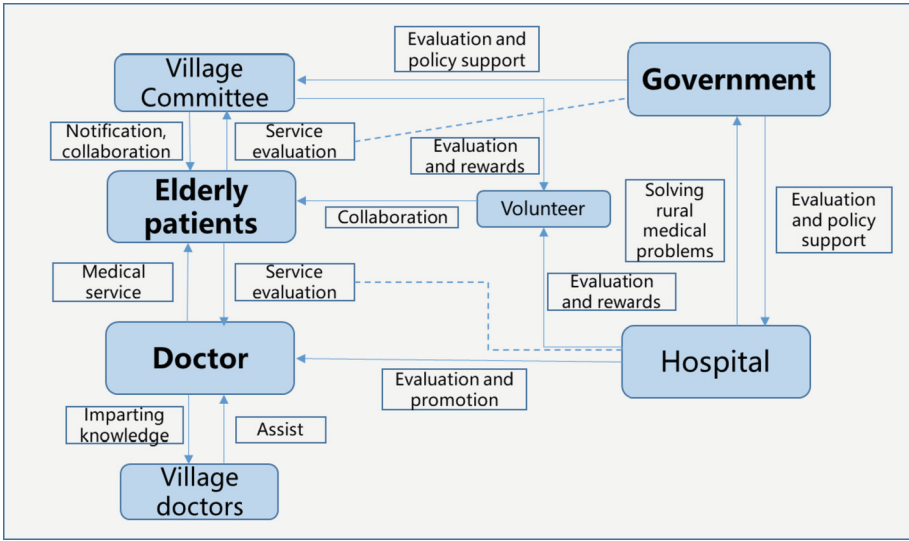 Evaluation and
policy support
Village
Committee
Government
Notification,
collaboration
Service
evaluation
Evaluation
and rewards
Elderly
patients
Collaboration
Volunteer
Solving
rural
medical
problems
Evaluation
and policy
support
Medical
service
Service
evaluation
Evaluation
and rewards
Doctor
Hospital
Evaluation and
promotion
Imparting
knowledge
Assist
Village
doctors